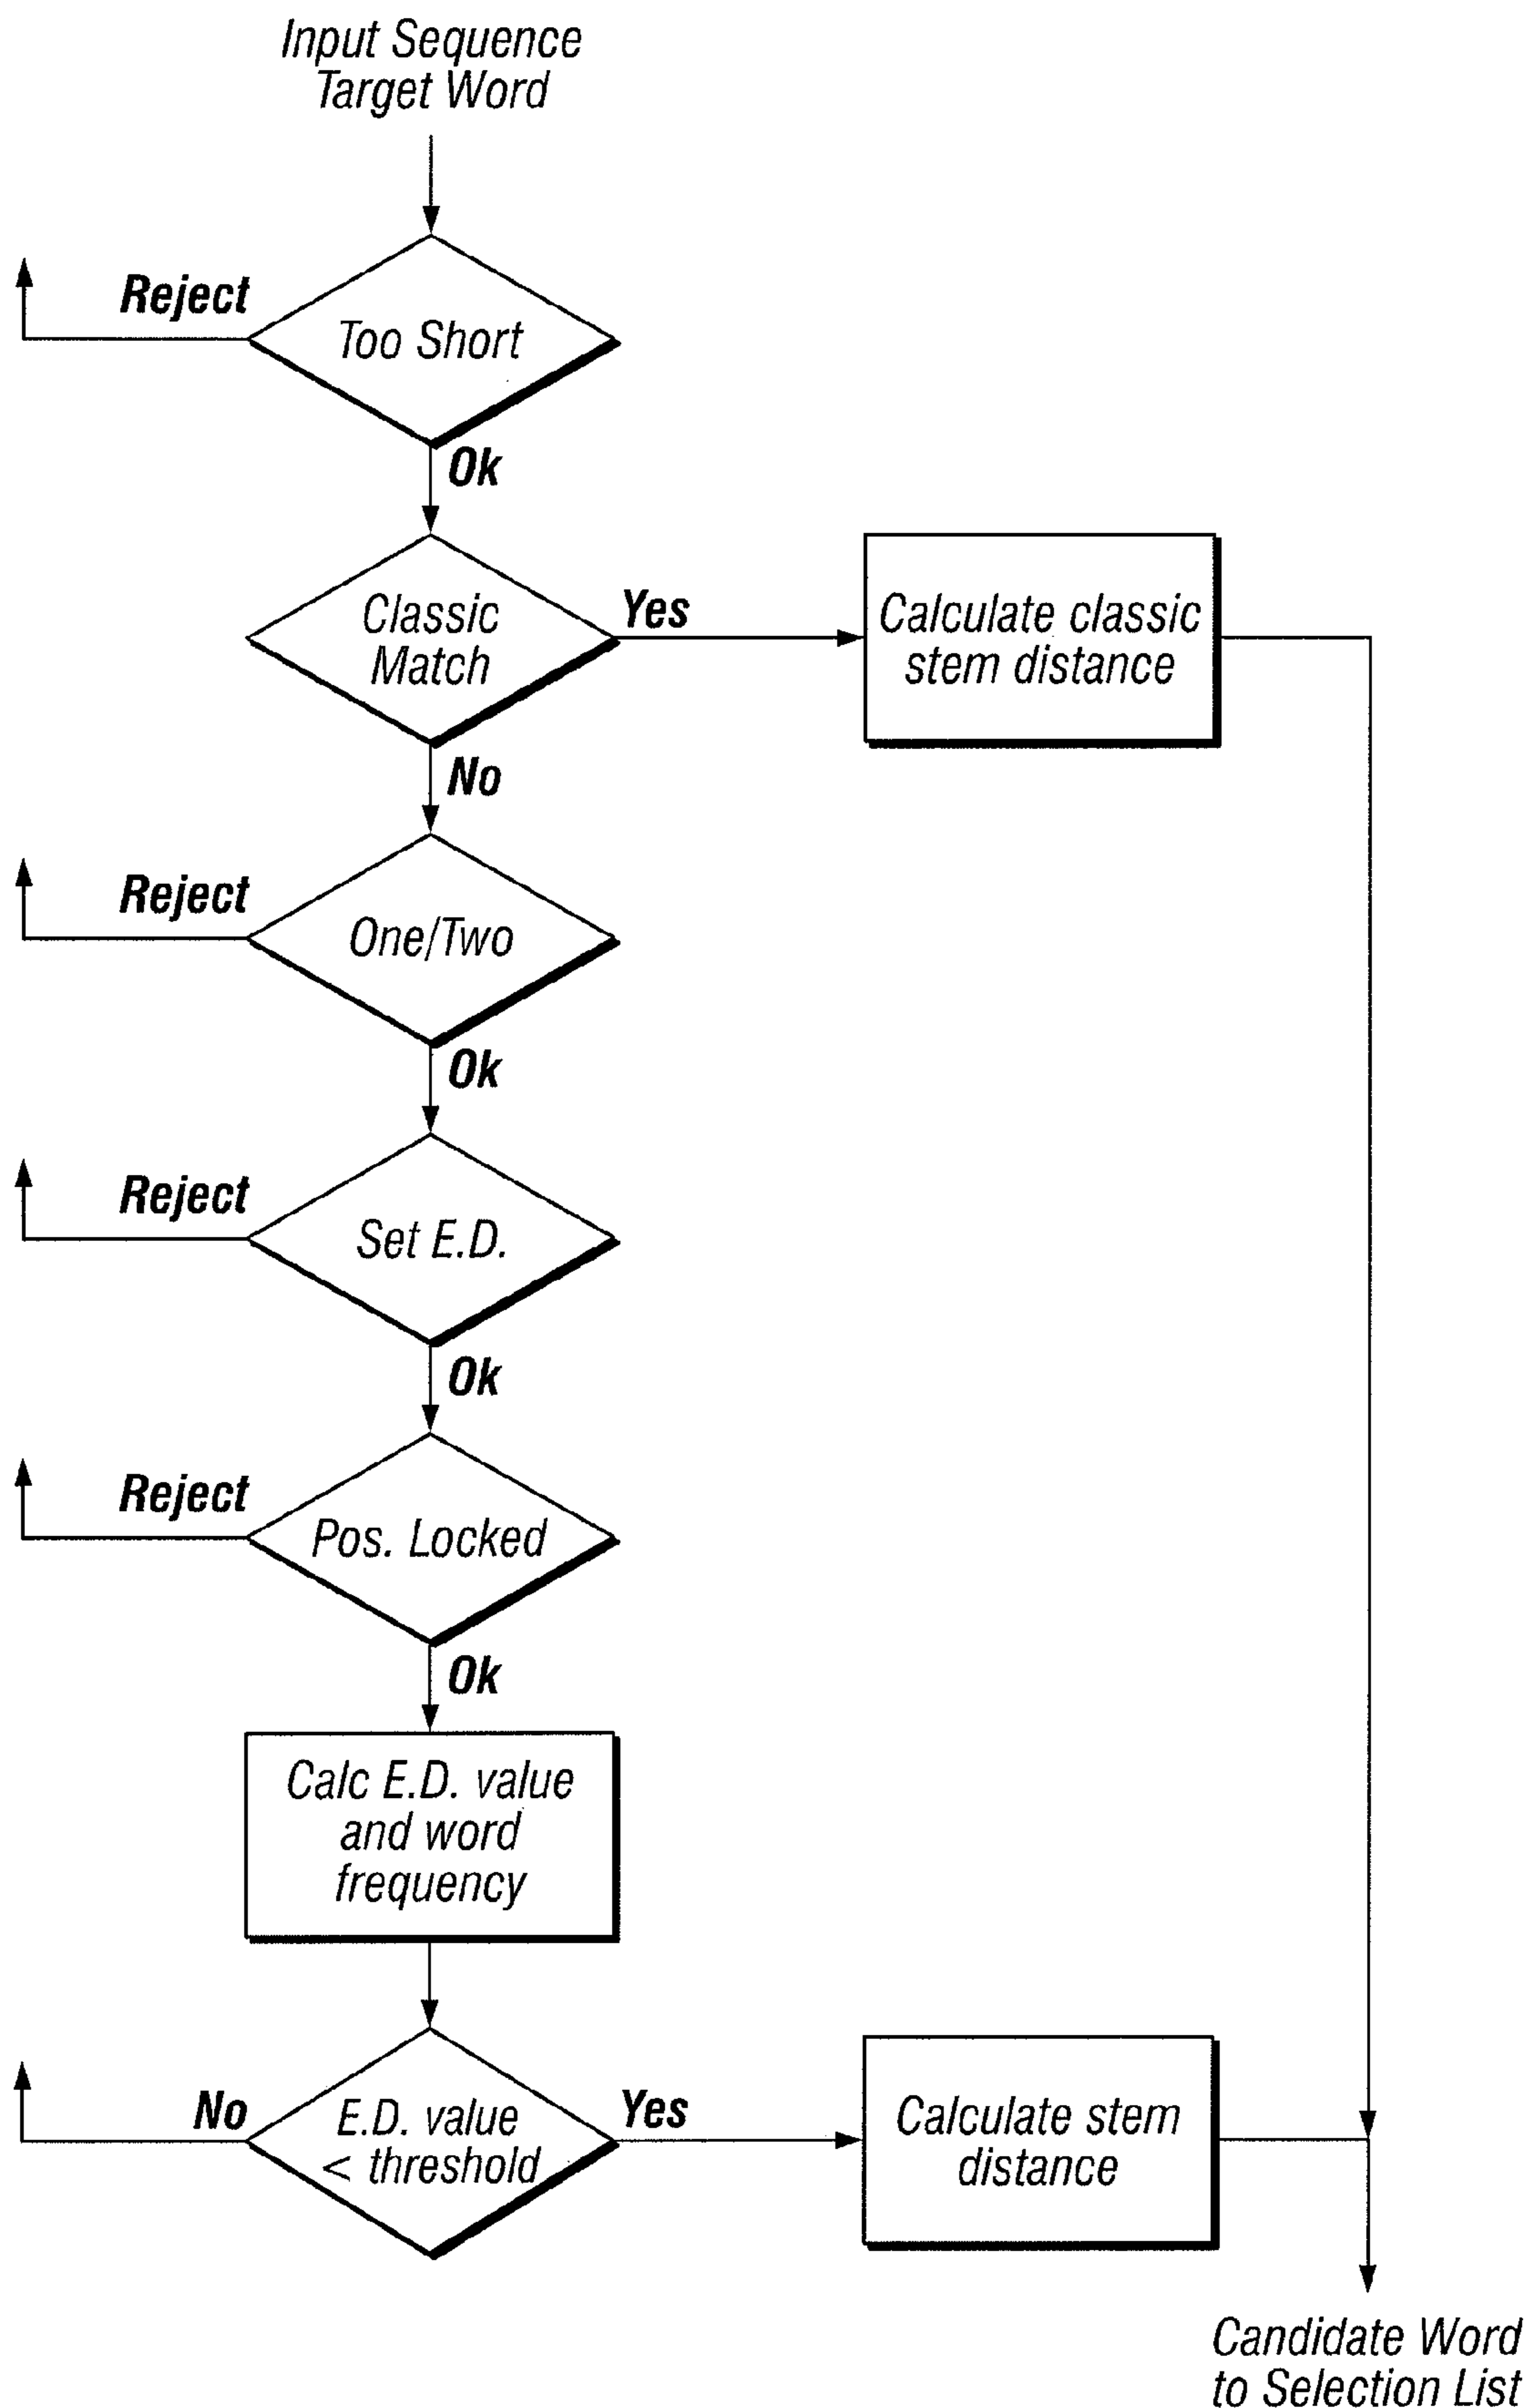 Input Sequence
Target Word
Reject
Too Short
Ok
Classic
Match
Yes
Calculate classic
stem distance
No
Reject
One/Two
Ok
Reject
Set E.D.
Ok
Reject
Pos. Locked
Ok
Calc E.D. value
and word
frequency
No
E.D. value
< threshold
Yes
Calculate stem
distance
Candidate Word
to Selection List